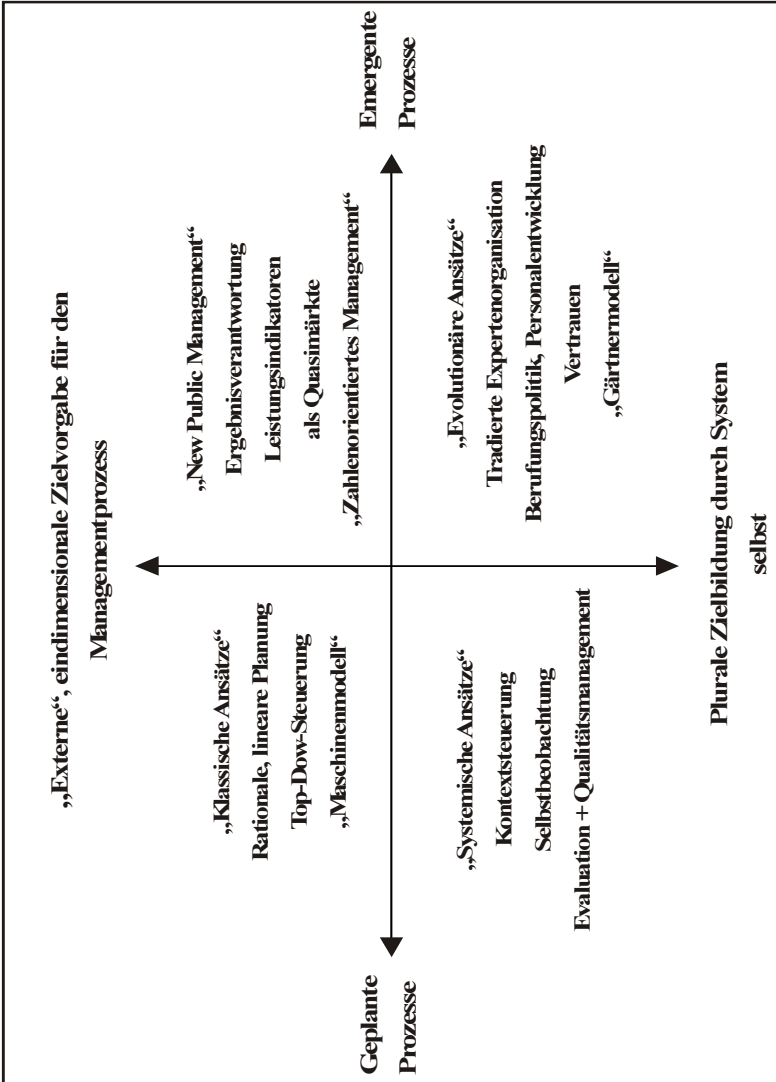 „Externe“, eindimensionale Zielvorgabe für den
Managementprozess
„Klassische Ansätze“
Rationale, lineare Planung
Top-Dow-Steuerung
„Maschinenmodell“
„New Public Management“
Ergebnisverantwortung
Leistungsindikatoren
als Quasimärkte
„Zahlenorientiertes Management“
Geplante
Prozesse
Emergente
Prozesse
„Systemische Ansätze“
Kontextsteuerung
Selbstbeobachtung
Evaluation + Qualitätsmanagement
„Evolutionäre Ansätze“
Tradierte Expertenorganisation
Berufungspolitik, Personalentwicklung
Vertrauen
„Gärtnermodell“
Plurale Zielbildung durch System
selbst